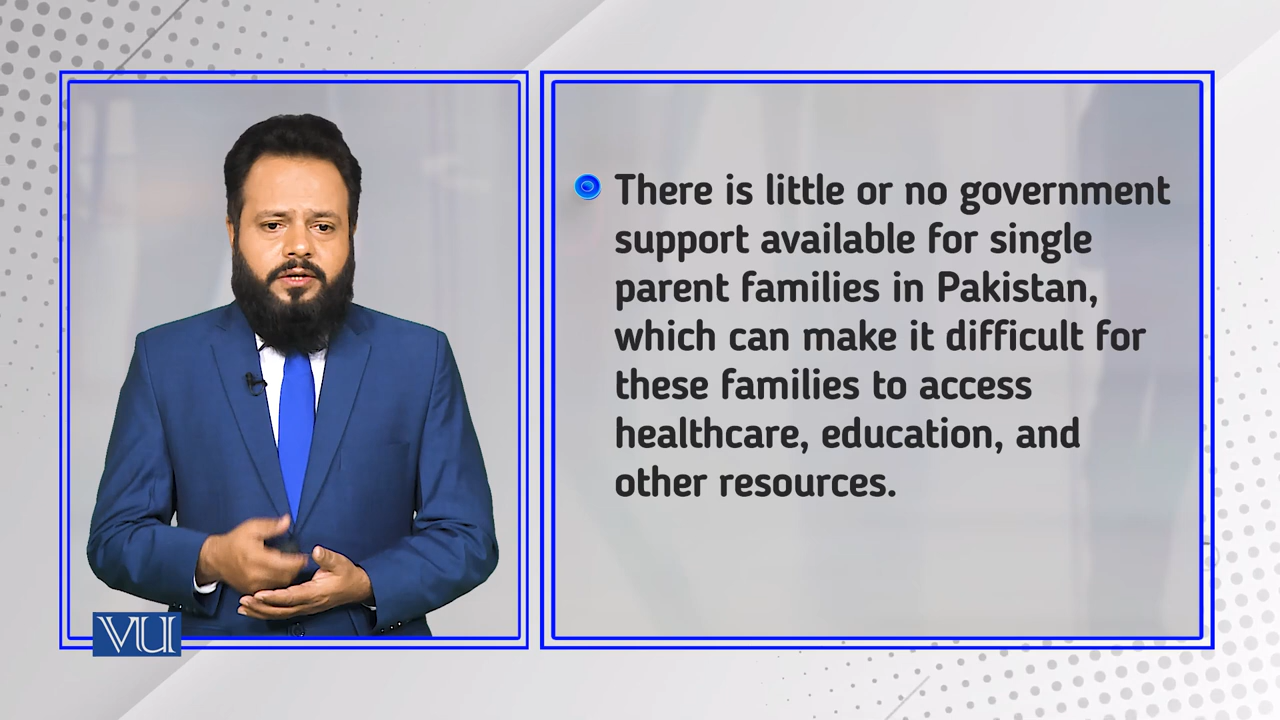 There is little or no government
support available for single
parent families in Pakistan,
which can make it difficult for
these families to access
healthcare, education, and
other resources.
VU